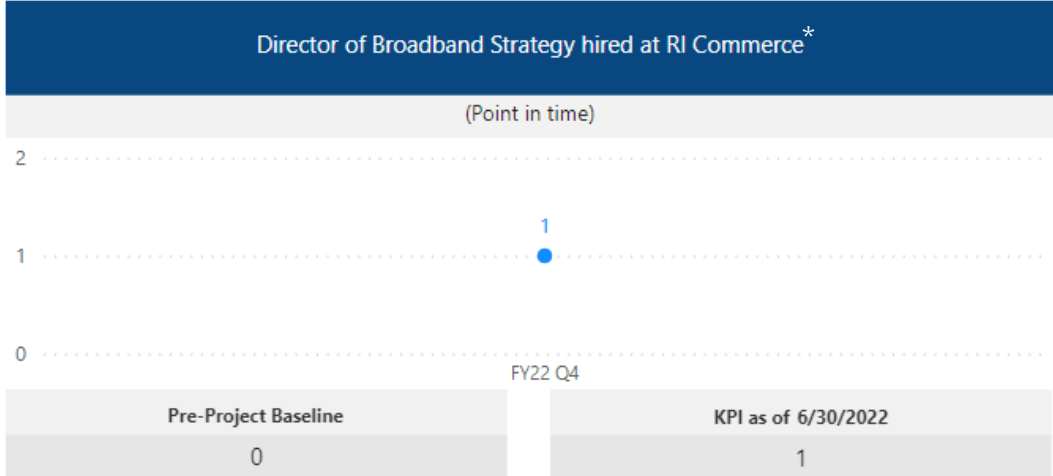 Director of Broadband Strategy hired at RI Commerce*
(Point in time)
2
1
1
0
FY22 Q4
Pre-Project Baseline
KPI as of 6/30/2022
0
1